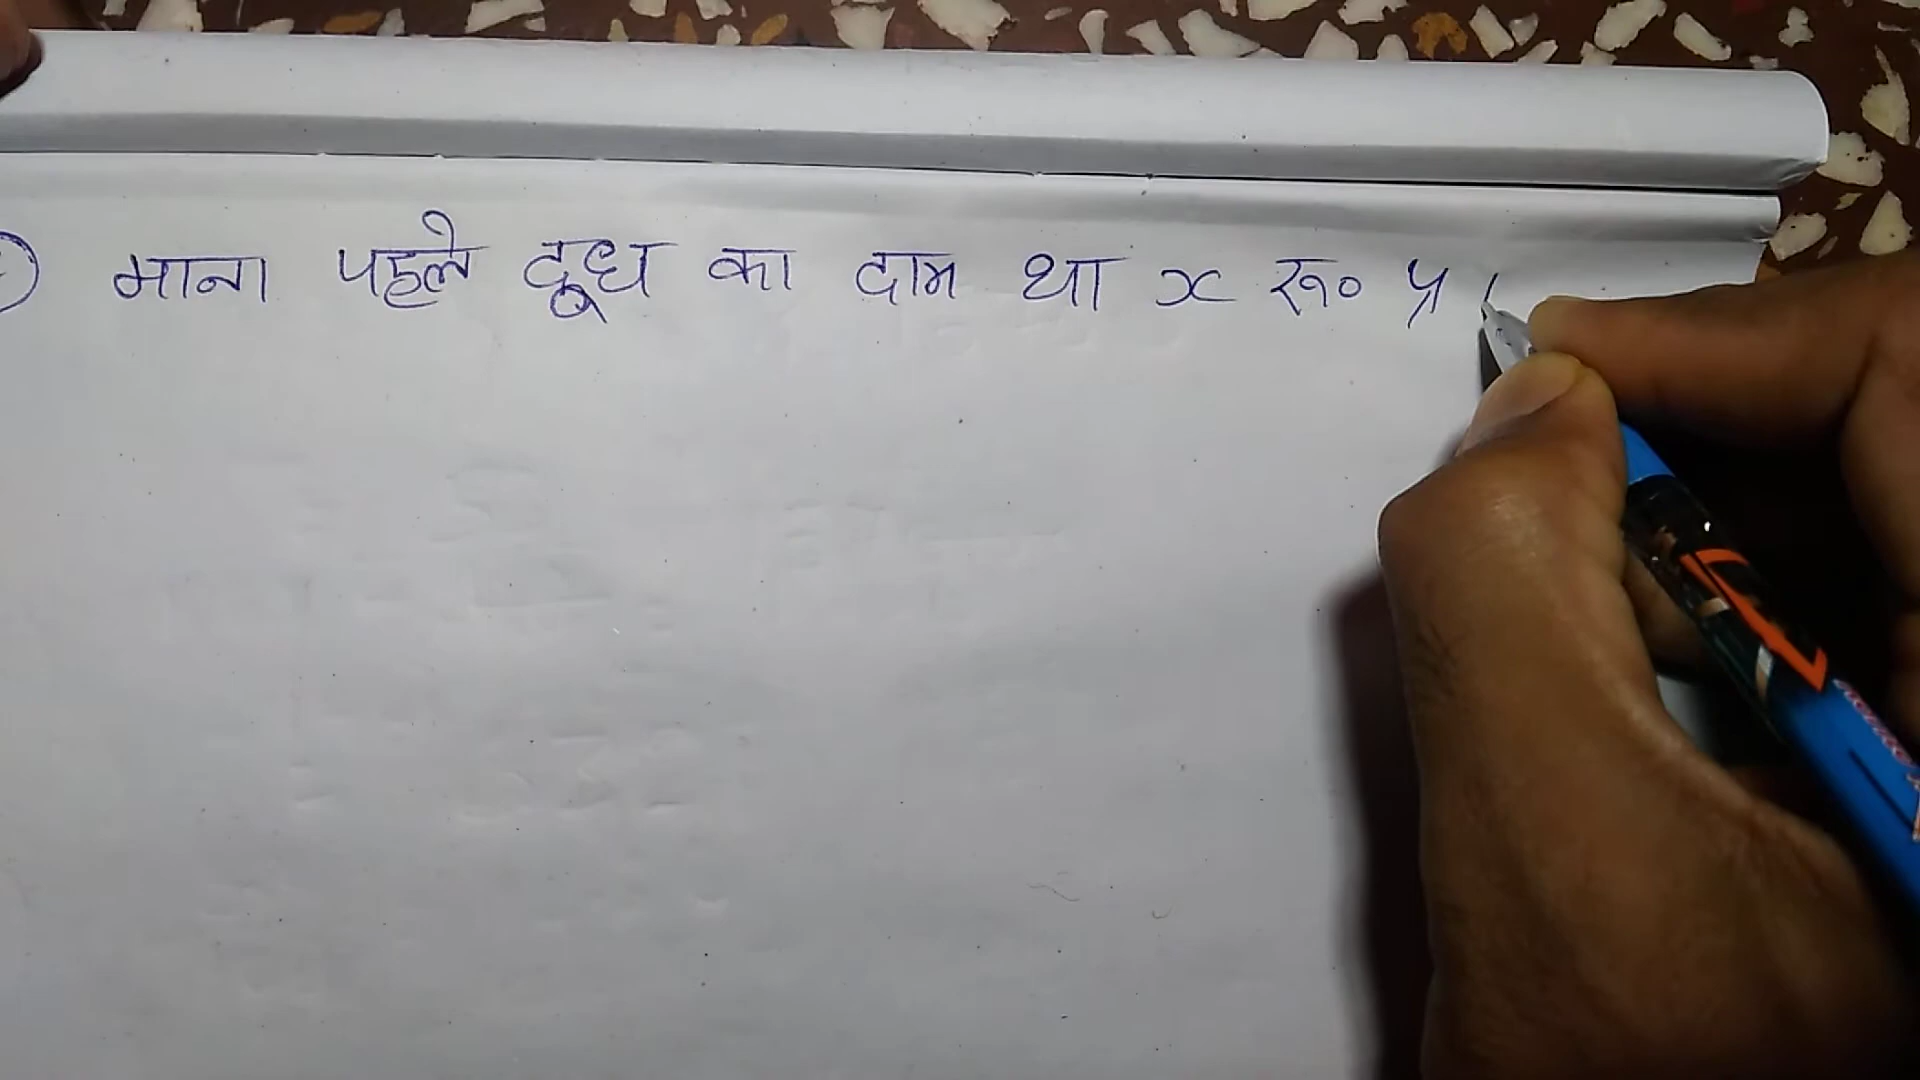 माना पहले दूध का दाम था x रू० प्र